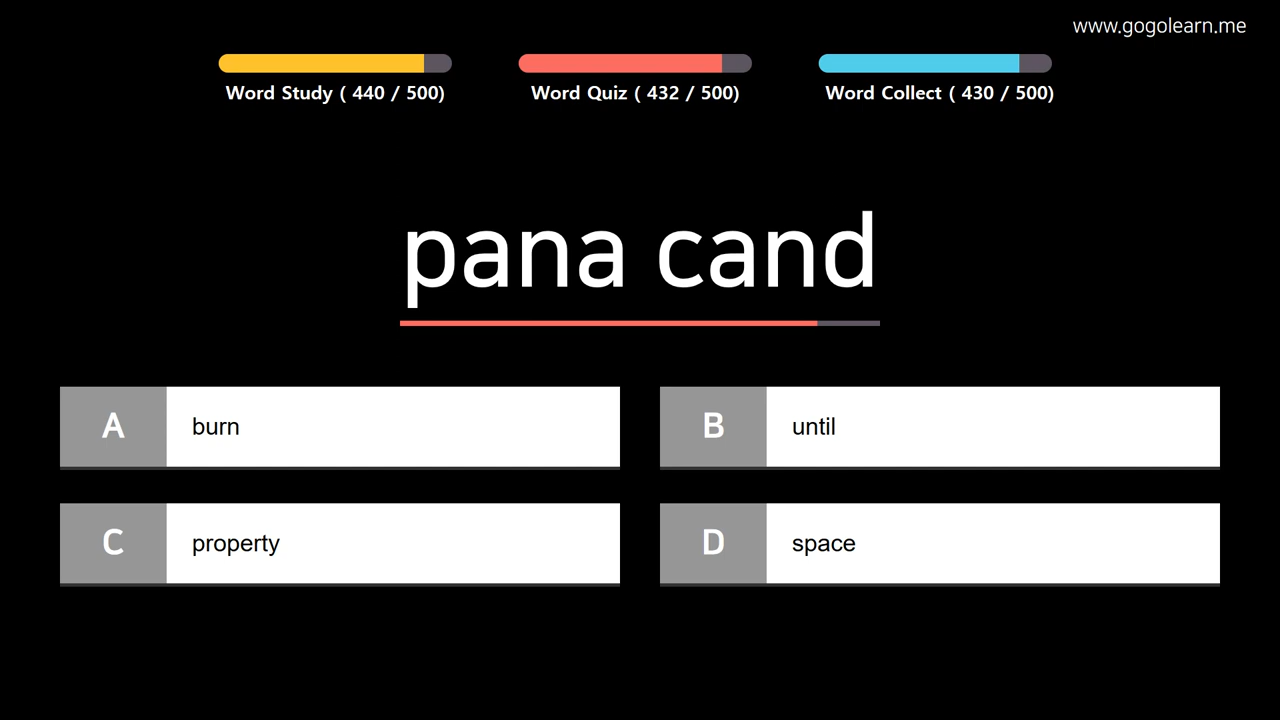 www.gogolearn.me
Word Study ( 440 / 500)
Word Quiz ( 432 / 500)
Word Collect ( 430 / 500)
pana cand
A burn
B until
C property
D space